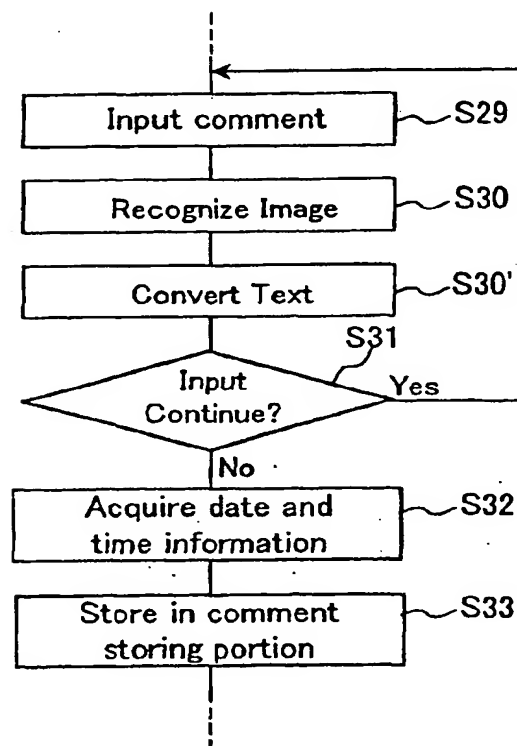 Input comment
S29
Recognize Image
S30
Convert Text
S30'
S31
Input
Continue?
Yes
No
Acquire date and
time information
S32
Store in comment
storing portion
S33